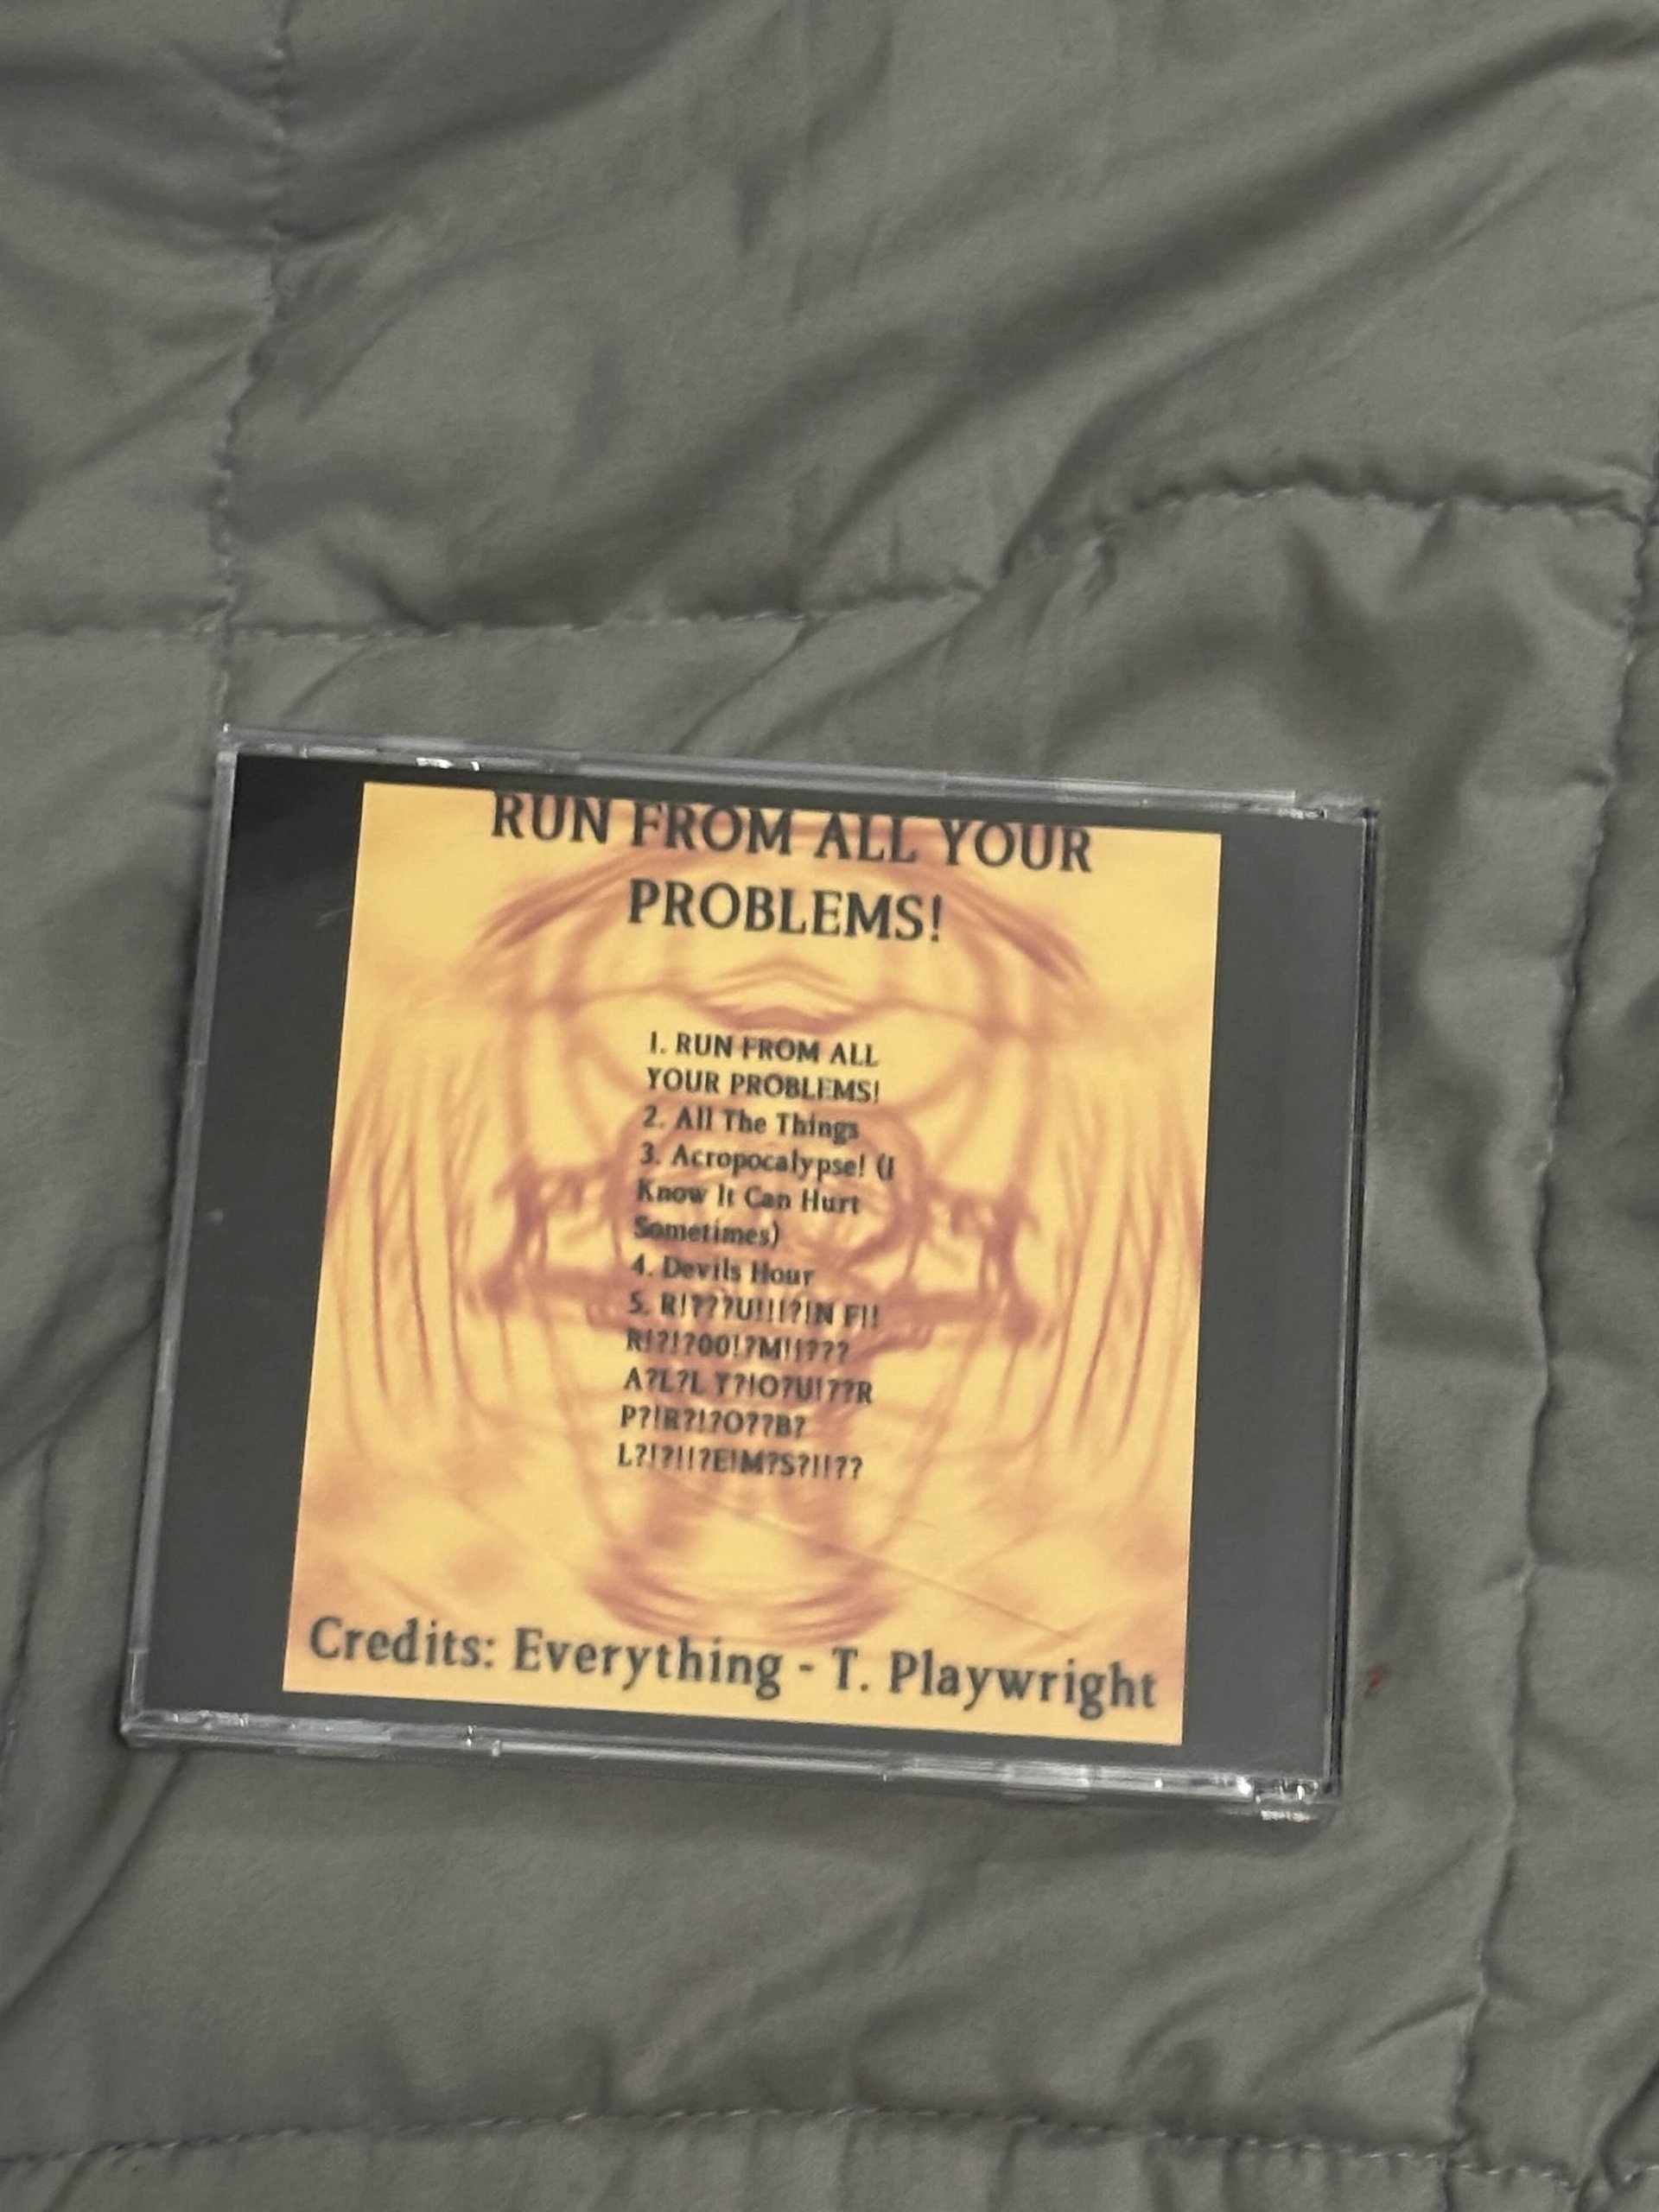 RUN FROM ALL YOUR
PROBLEMS!
1. RUN FROM ALL
YOUR PROBLEMS!
2. All The Things
3. Acropocalypse! (I
Know It Can Hurt
Sometimes)
4. Devils Hour
5. R!???U!!!?!N F!!
R!?!?OO!?M!!???
A?L?L Y?!O?U!??R
P?!R?!?O??B?
L?!?!!?E!M?S?!!??
Credits: Everything - T. Playwright